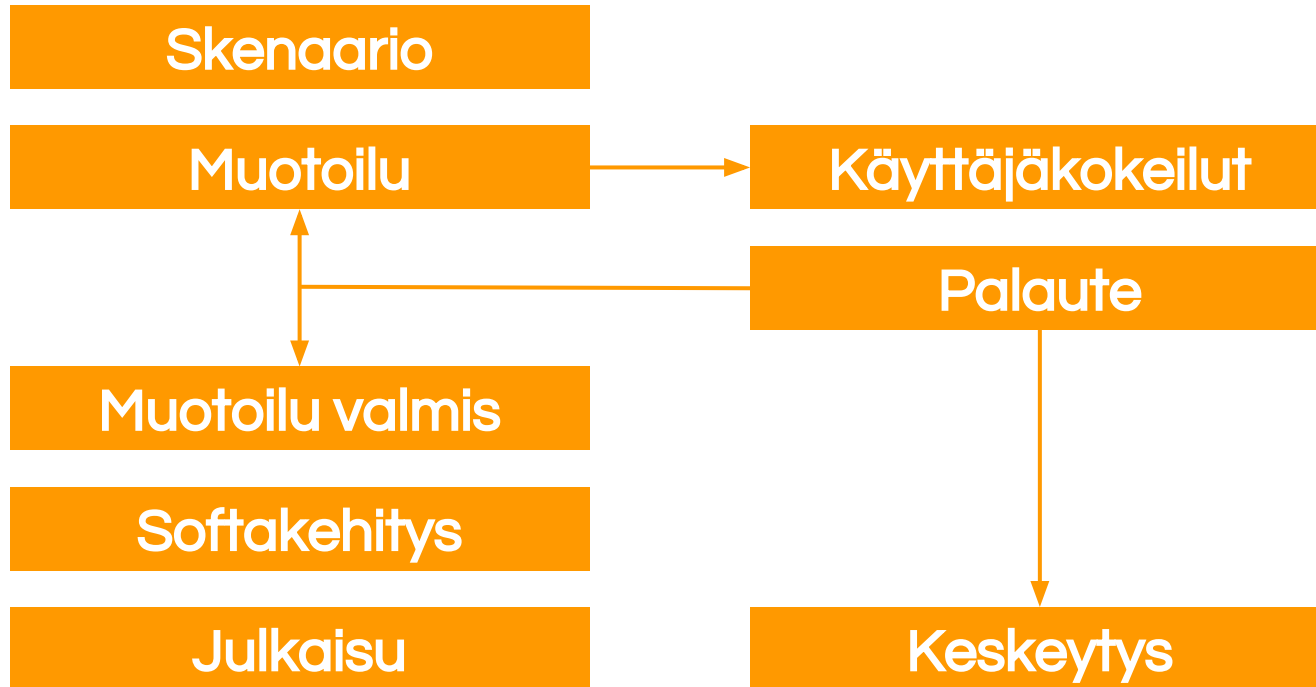 Skenaario
Muotoilu
Käyttäjäkokeilut
Palaute
Muotoilu valmis
Softakehitys
Julkaisu
Keskeytys